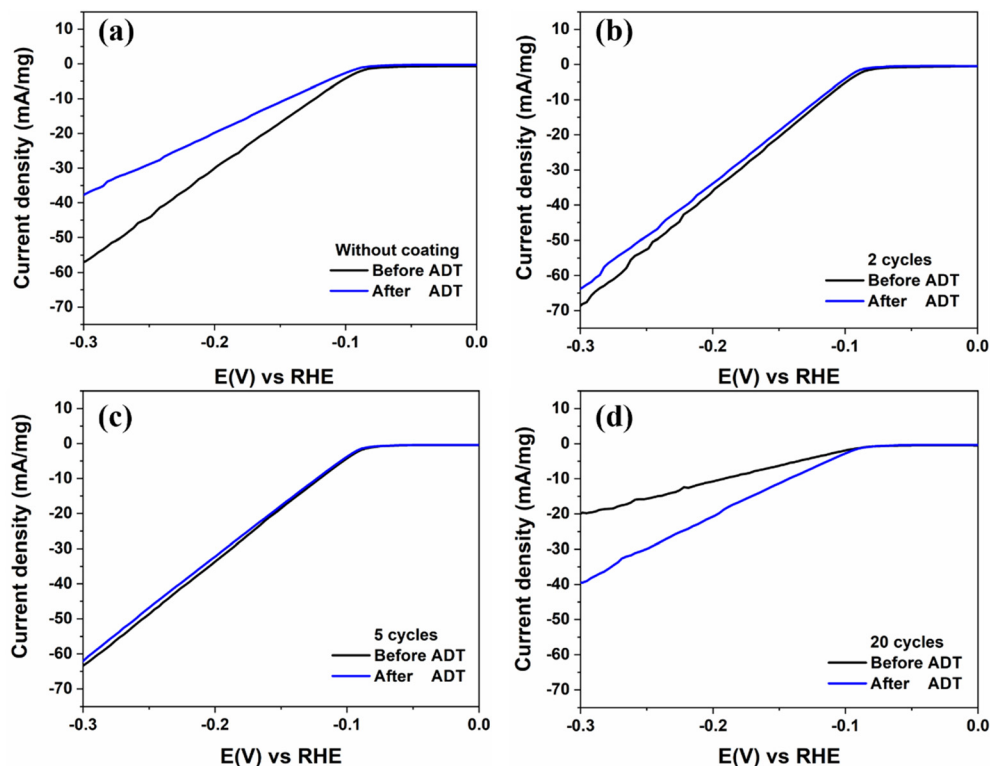 (a)
10
0
-10
-20
-30
-40
-50
-60
-70
Current density (mA/mg)
Without coating
Before ADT
After ADT
-0.3 -0.2 -0.1 0.0
E(V) vs RHE
(b)
10
0
-10
-20
-30
-40
-50
-60
-70
Current density (mA/mg)
2 cycles
Before ADT
After ADT
-0.3 -0.2 -0.1 0.0
E(V) vs RHE
(c)
10
0
-10
-20
-30
-40
-50
-60
-70
Current density (mA/mg)
5 cycles
Before ADT
After ADT
-0.3 -0.2 -0.1 0.0
E(V) vs RHE
(d)
10
0
-10
-20
-30
-40
-50
-60
-70
Current density (mA/mg)
20 cycles
Before ADT
After ADT
-0.3 -0.2 -0.1 0.0
E(V) vs RHE